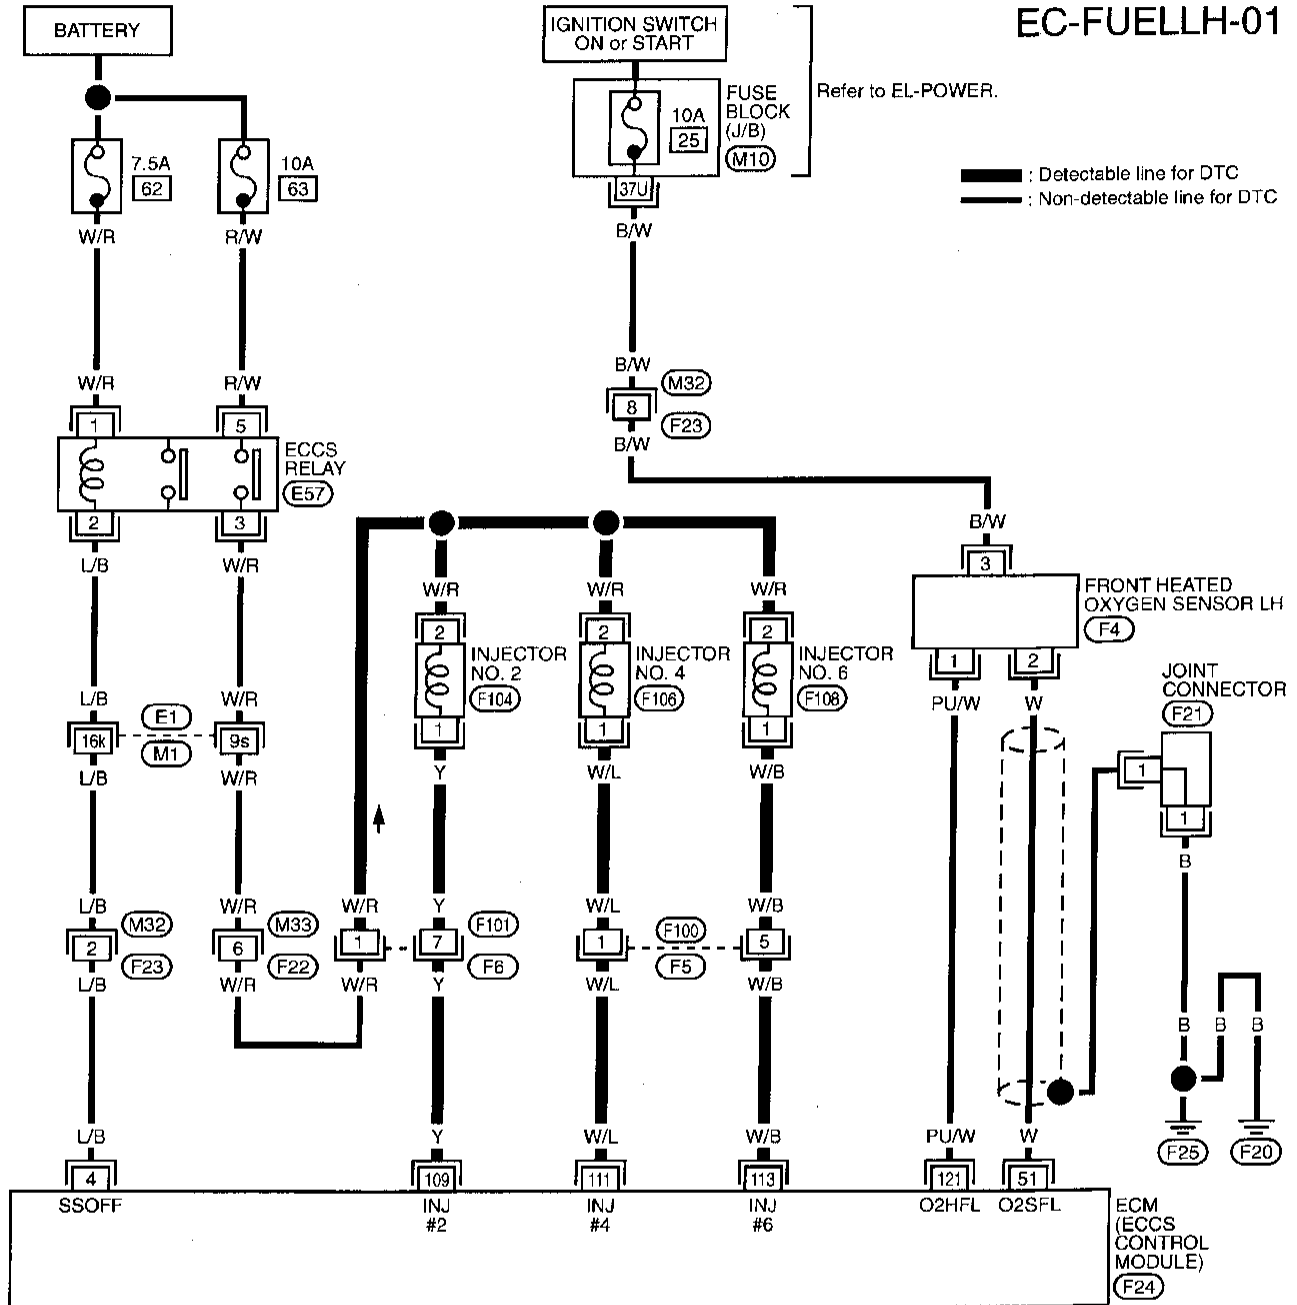 EC-FUELLH-01
BATTERY
IGNITION SWITCH
ON or START
Refer to EL-POWER.
FUSE
BLOCK
(J/B)
M10
10A
25
37U
7.5A
62
10A
63
: Detectable line for DTC
: Non-detectable line for DTC
W/R
R/W
B/W
W/R
R/W
B/W
M32
8
F23
B/W
1
5
ECCS
RELAY
E57
2
3
L/B
W/R
B/W
3
FRONT HEATED
OXYGEN SENSOR LH
F4
1
2
PU/W
W
W/R
W/R
W/R
2
2
2
INJECTOR
NO. 2
F104
INJECTOR
NO. 4
F106
INJECTOR
NO. 6
F108
1
1
1
Y
W/L
W/B
JOINT
CONNECTOR
F21
1
1
B
L/B
W/R
16k
E1
M1
9s
L/B
W/R
L/B
W/R
W/R
Y
W/L
W/B
2
M32
F23
6
M33
F22
1
7
F101
F6
1
F100
F5
5
L/B
W/R
W/R
Y
W/L
W/B
B
B
B
L/B
Y
W/L
W/B
PU/W
W
F25
F20
4
109
111
113
121
51
SSOFF
INJ
#2
INJ
#4
INJ
#6
O2HFL
O2SFL
ECM
(ECCS
CONTROL
MODULE)
F24